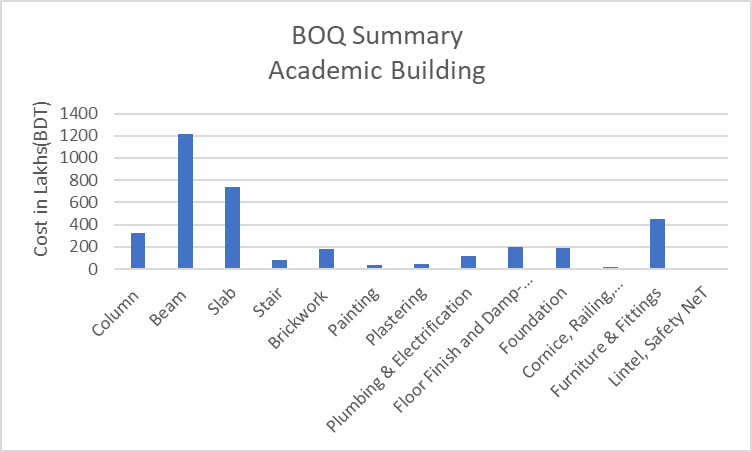 BOQ Summary
Academic Building
Cost in Lakhs(BDT)
1400
1200
1000
800
600
400
200
0
Column
Beam
Slab
Stair
Brickwork
Painting
Plastering
Plumbing & Electrification
Floor Finish and Damp-...
Foundation
Cornice, Railing,...
Furniture & Fittings
Lintel, Safety NeT